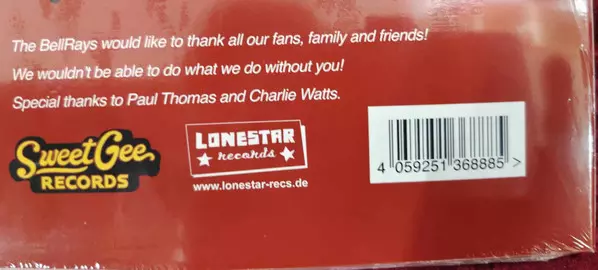 The BellRays would like to thank all our fans, family and friends!
We wouldn't be able to do what we do without you!
Special thanks to Paul Thomas and Charlie Watts.
SweetGee
RECORDS
LONESTAR
records
www.lonestar-recs.de
4 059251 368885 >